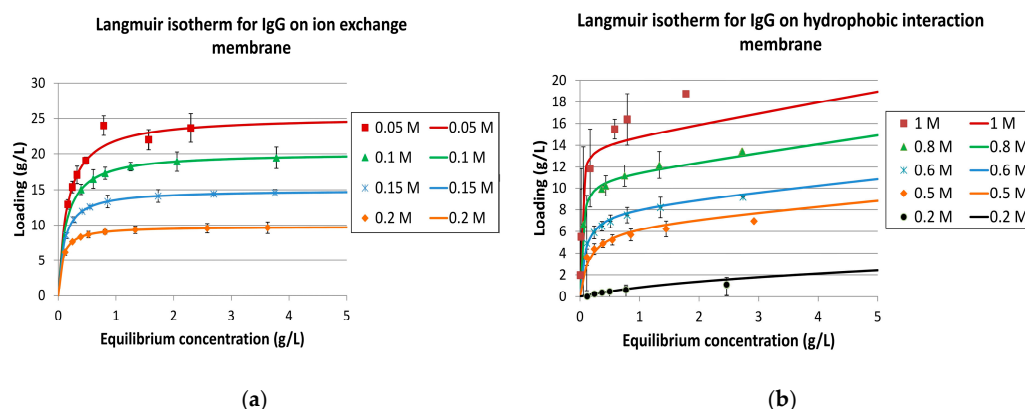 Langmuir isotherm for IgG on ion exchange
membrane
Loading (g/L)
30
25
20
15
10
5
0
0 1 2 3 4 5
Equilibrium concentration (g/L)
0.05 M 0.05 M
0.1 M 0.1 M
0.15 M 0.15 M
0.2 M 0.2 M
(a)
Langmuir isotherm for IgG on hydrophobic interaction
membrane
Loading (g/L)
20
18
16
14
12
10
8
6
4
2
0
0 1 2 3 4 5
Equilibrium concentration (g/L)
1 M 1 M
0.8 M 0.8 M
0.6 M 0.6 M
0.5 M 0.5 M
0.2 M 0.2 M
(b)